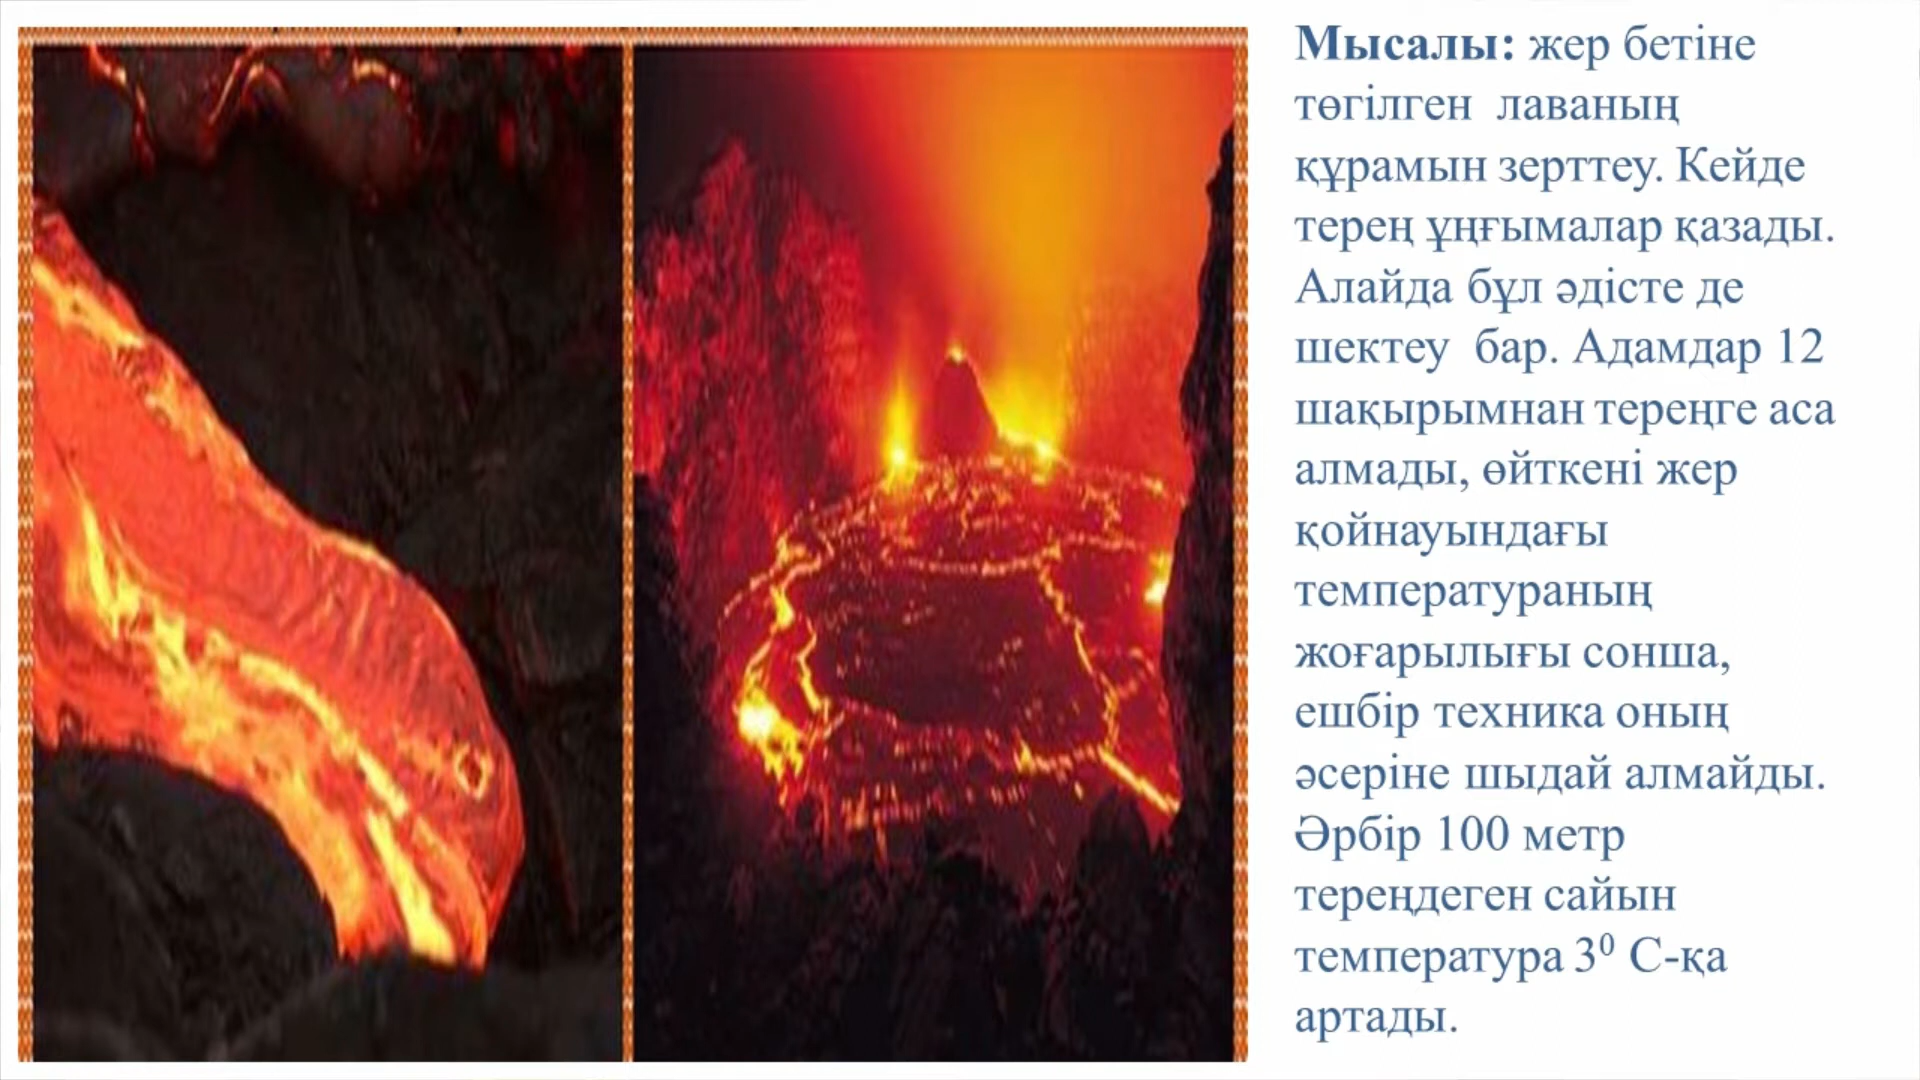 Мысалы: жер бетіне
төгілген лаваның
құрамын зерттеу. Кейде
терең ұңғымалар қазады.
Алайда бұл әдісте де
шектеу бар. Адамдар 12
шақырымнан тереңге аса
алмады, өйткені жер
қойнауындағы
температураның
жоғарылығы сонша,
ешбір техника оның
әсеріне шыдай алмайды.
Әрбір 100 метр
тереңдеген сайын
температура 3⁰ С-қа
артады.